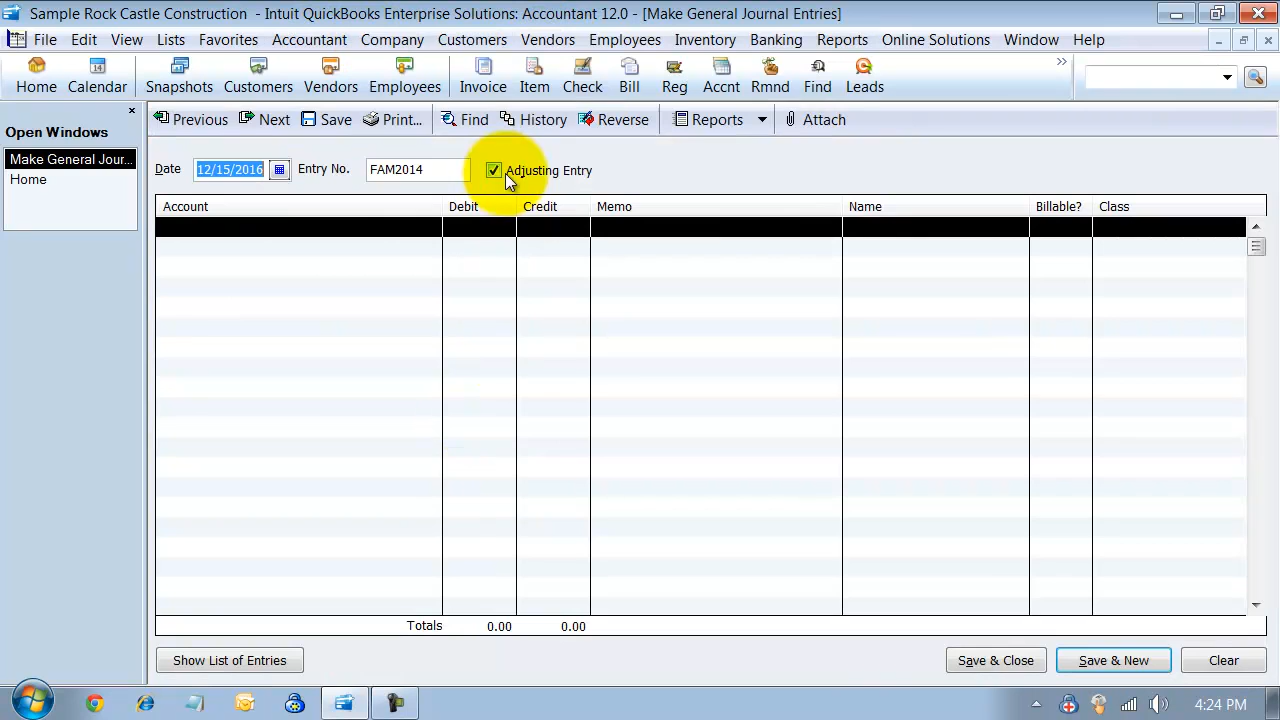 Sample Rock Castle Construction - Intuit QuickBooks Enterprise Solutions: Accountant 12.0 - [Make General Journal Entries]
File Edit View Lists Favorites Accountant Company Customers Vendors Employees Inventory Banking Reports Online Solutions Window Help
Home Calendar Snapshots Customers Vendors Employees Invoice Item Check Bill Reg Accnt Rmnd Find Leads
Open Windows
Make General Jour...
Home
Previous Next Save Print... Find History Reverse Reports Attach
Date 12/15/2016 Entry No. FAM2014 Adjusting Entry
Account Debit Credit Memo Name Billable? Class
Totals 0.00 0.00
Show List of Entries Save & Close Save & New Clear
4:24 PM